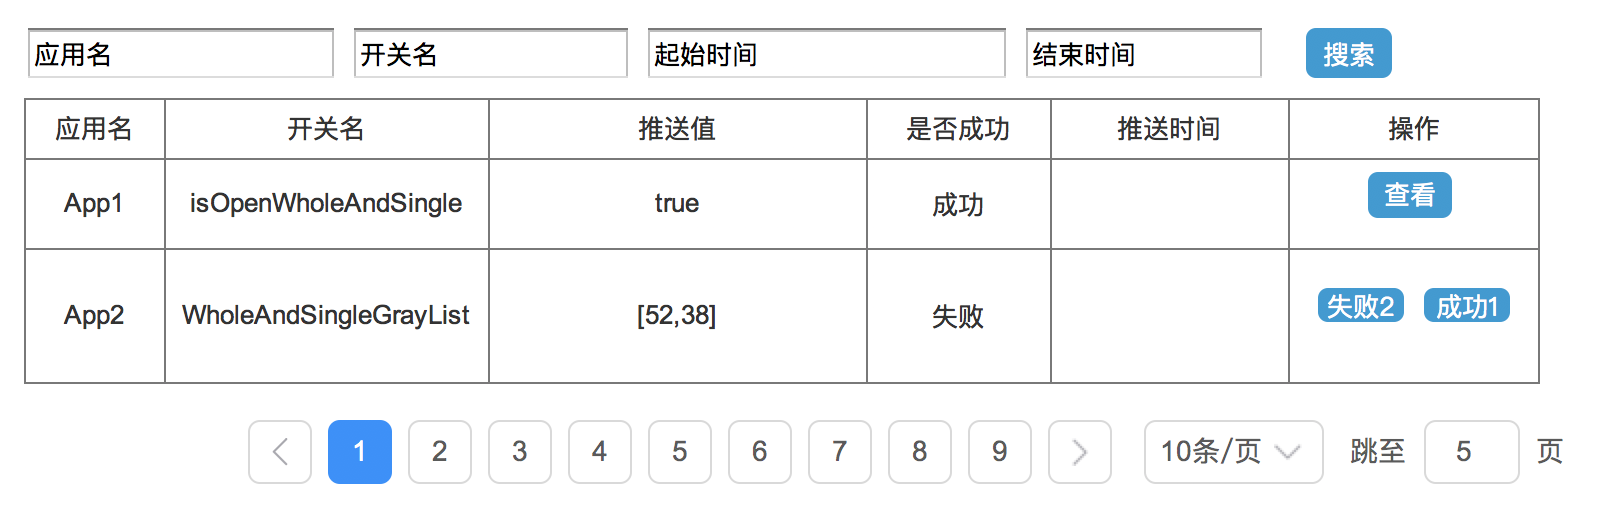 应用名 开关名 起始时间 结束时间 搜索
应用名 开关名 推送值 是否成功 推送时间 操作
App1 isOpenWholeAndSingle true 成功 查看
App2 WholeAndSingleGrayList [52,38] 失败 失败2 成功1
1 2 3 4 5 6 7 8 9 10条/页 跳至 5 页